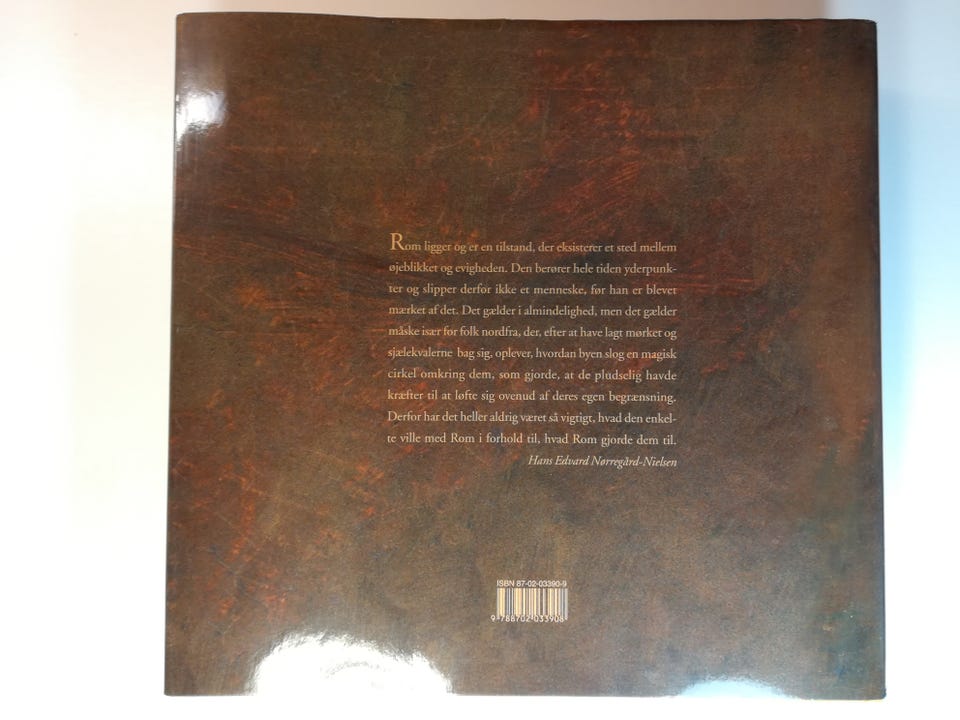 Rom ligger og er en tilstand, der eksisterer et sted mellem
øjeblikket og evigheden. Den berører hele tiden yderpunk-
ter og slipper derfor ikke et menneske, før han er blevet
mærket af det. Det gælder i almindelighed, men det gælder
måske især for folk nordfra, der, efter at have lagt mørket og
sjælekvalerne bag sig, oplever, hvordan byen slog en magisk
cirkel omkring dem, som gjorde, at de pludselig havde
kræfter til at løfte sig ovenud af deres egen begrænsning.
Derfor har det heller aldrig været så vigtigt, hvad den enkel-
te ville med Rom i forhold til, hvad Rom gjorde dem til.
Hans Edvard Nørregård-Nielsen
ISBN 87-02-03390-9
9 788702 033908